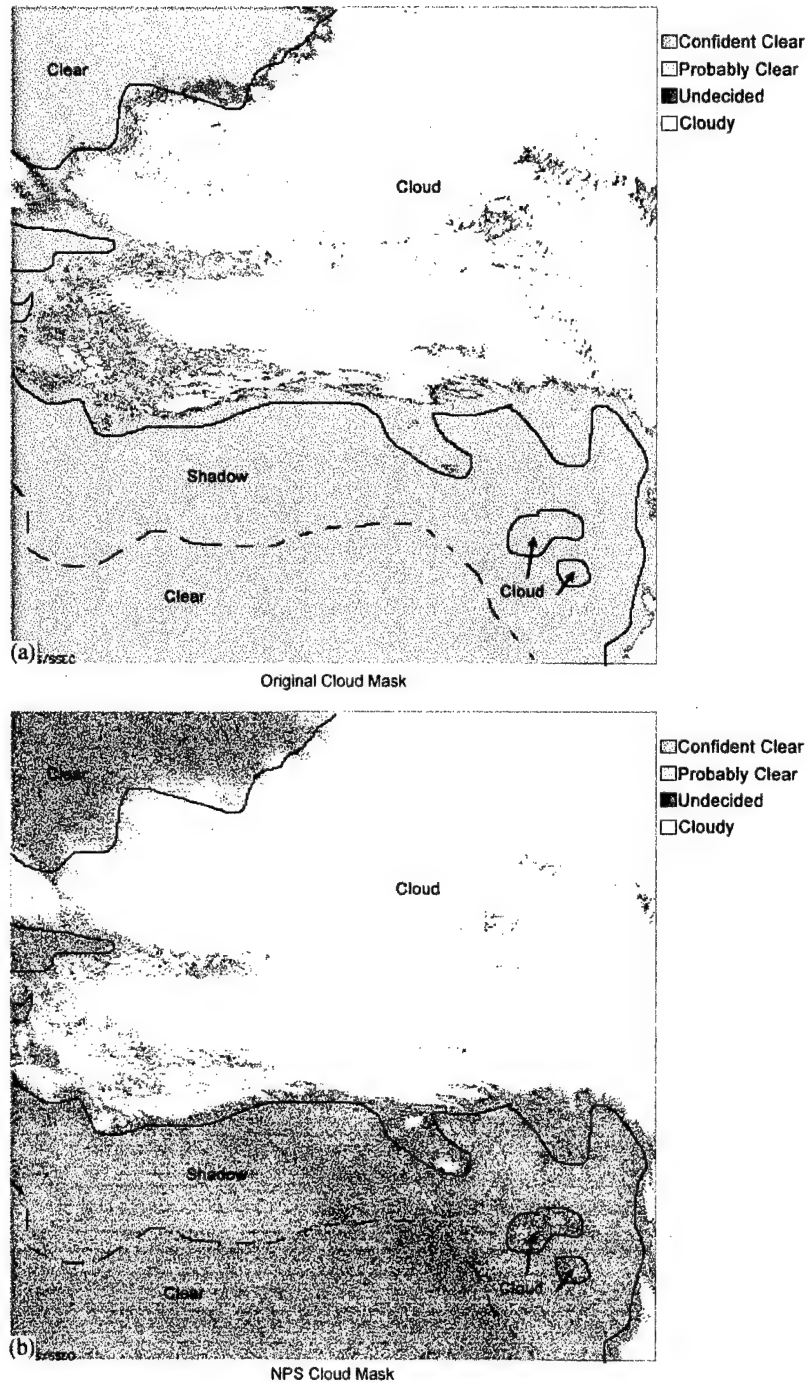 Clear
Confident Clear
Probably Clear
Undecided
Cloudy
Cloud
Shadow
Clear
Cloud
(a)
S/SSEC
Original Cloud Mask
Clear
Confident Clear
Probably Clear
Undecided
Cloudy
Cloud
Shadow
Clear
Cloud
(b)
NPS Cloud Mask